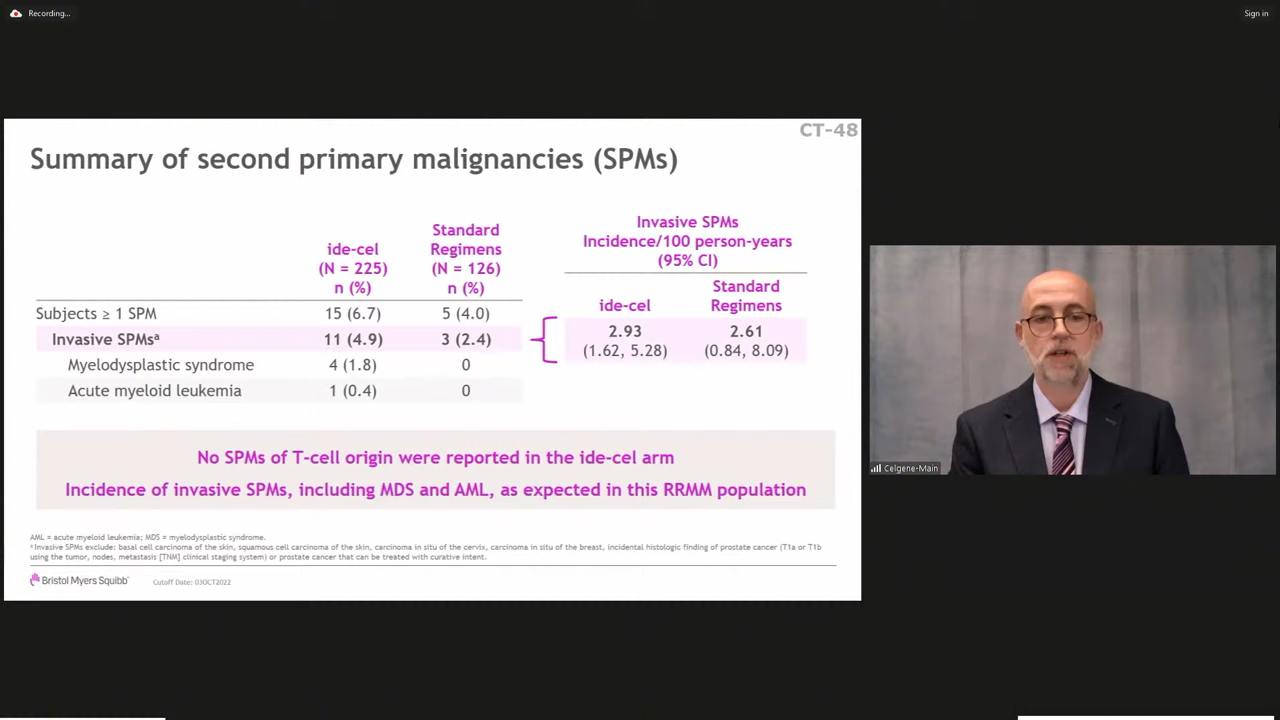 Recording...
Sign in
CT-48
Summary of second primary malignancies (SPMs)
ide-cel
(N = 225)
n (%)
Standard
Regimens
(N = 126)
n (%)
Invasive SPMs
Incidence/100 person-years
(95% CI)
ide-cel
Standard
Regimens
Subjects ≥ 1 SPM 15 (6.7) 5 (4.0)
Invasive SPMsᵃ 11 (4.9) 3 (2.4)
2.93 2.61
(1.62, 5.28) (0.84, 8.09)
Myelodysplastic syndrome 4 (1.8) 0
Acute myeloid leukemia 1 (0.4) 0
No SPMs of T-cell origin were reported in the ide-cel arm
Incidence of invasive SPMs, including MDS and AML, as expected in this RRMM population
AML = acute myeloid leukemia; MDS = myelodysplastic syndrome.
ᵃ Invasive SPMs exclude: basal cell carcinoma of the skin, squamous cell carcinoma of the skin, carcinoma in situ of the cervix, carcinoma in situ of the breast, incidental histologic finding of prostate cancer (T1a or T1b
using the tumor, nodes, metastasis [TNM] clinical staging system) or prostate cancer that can be treated with curative intent.
Bristol Myers Squibb
Cutoff Date: 03OCT2022
Celgene-Main